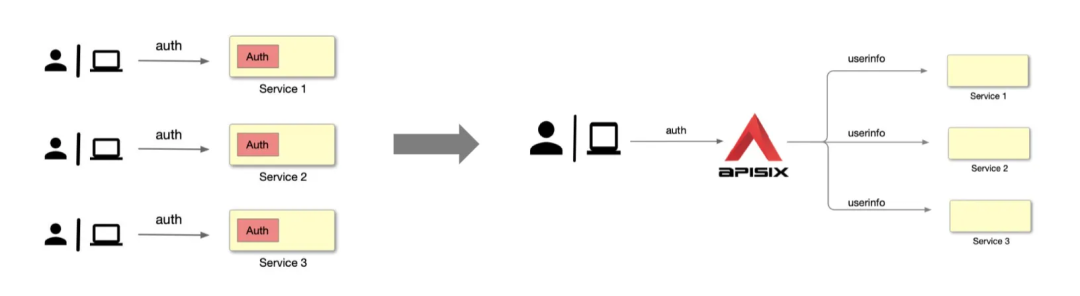 auth
Auth
Service 1
auth
Auth
Service 2
auth
Auth
Service 3
auth
APISIX
userinfo
Service 1
userinfo
Service 2
userinfo
Service 3